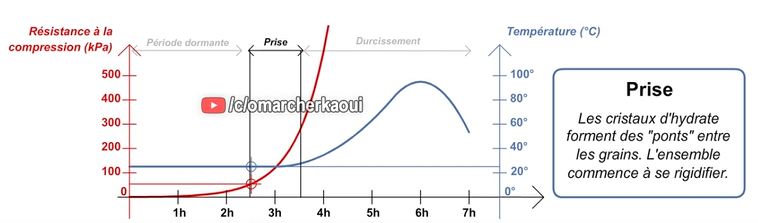 Résistance à la
compression (kPa)
Période dormante
Prise
Durcissement
Température (°C)
500
400
300
200
100
0
100°
80°
60°
40°
20°
0°
1h
2h
3h
4h
5h
6h
7h
/c/omarcherkaoui
Prise
Les cristaux d'hydrate
forment des "ponts" entre
les grains. L'ensemble
commence à se rigidifier.